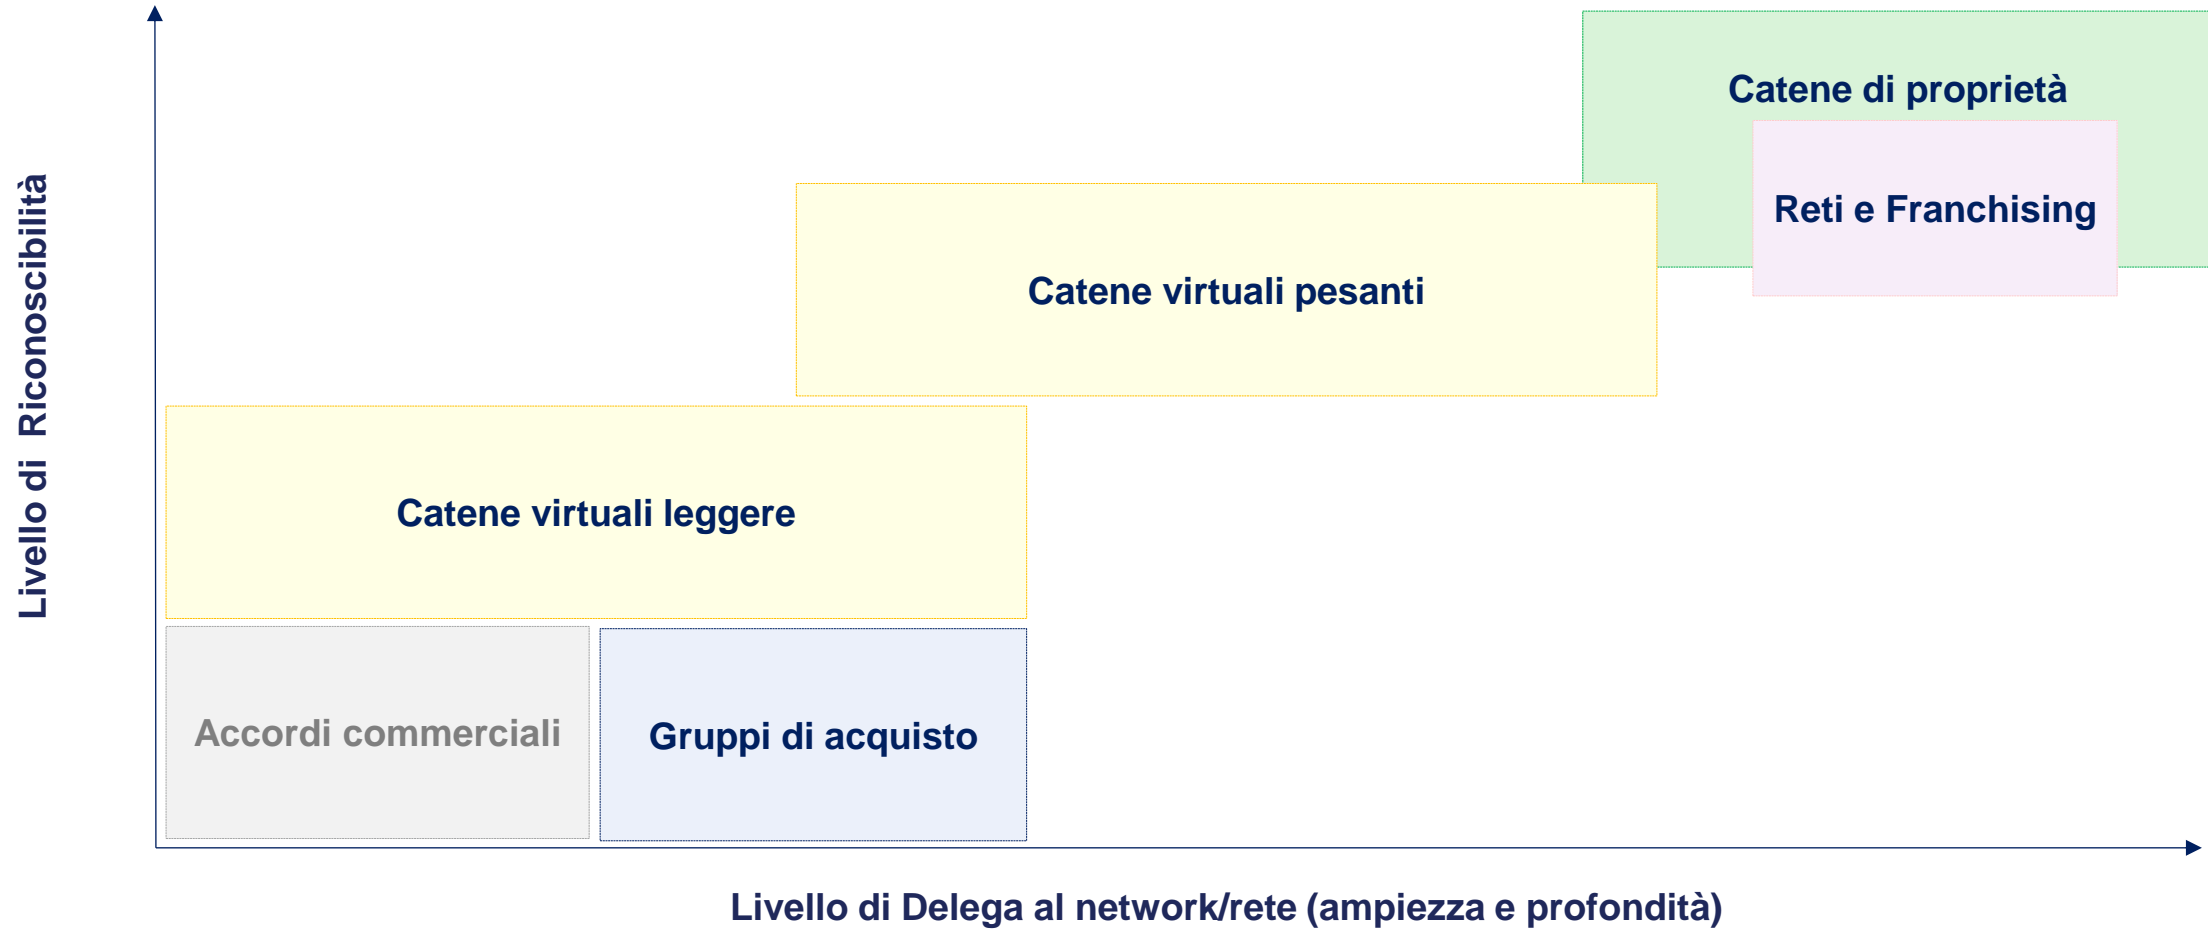 Livello di Riconoscibilità
Catene di proprietà
Reti e Franchising
Catene virtuali pesanti
Catene virtuali leggere
Accordi commerciali
Gruppi di acquisto
Livello di Delega al network/rete (ampiezza e profondità)